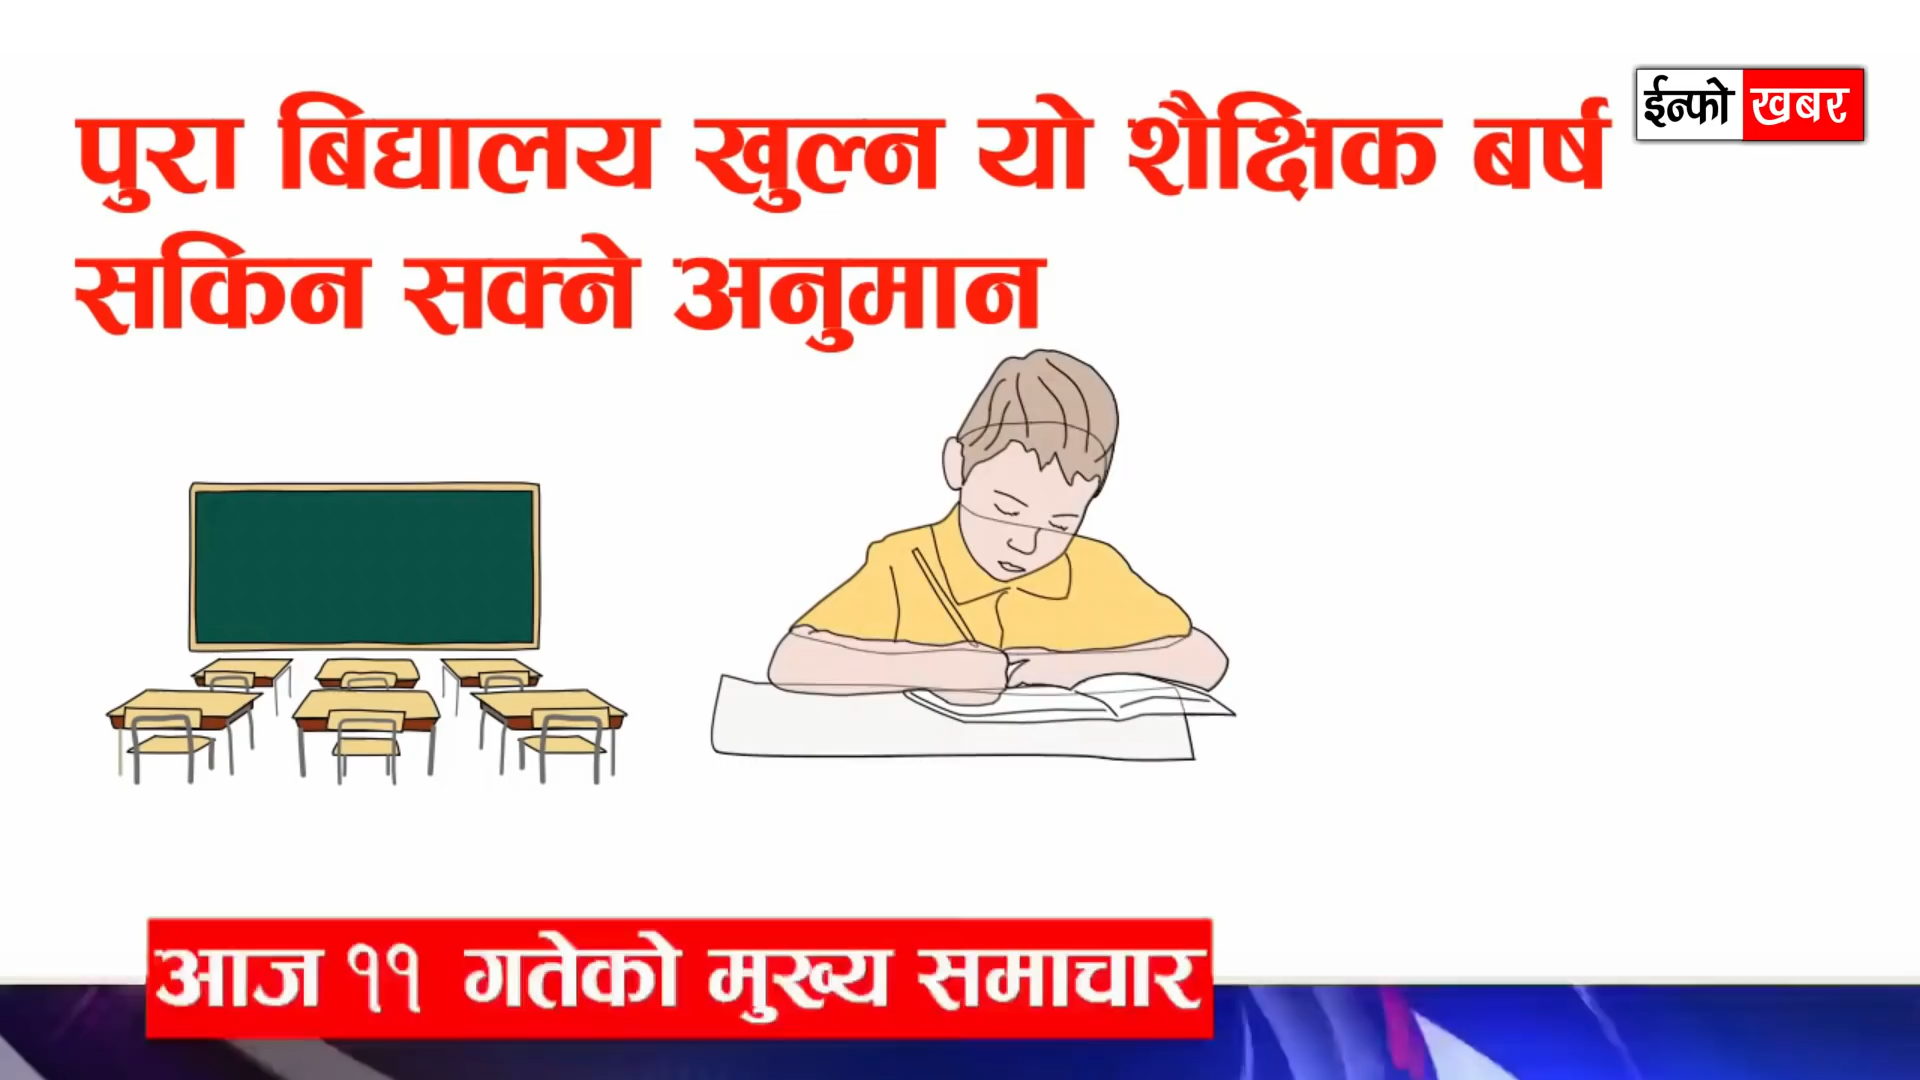 पुरा बिद्यालय खुल्न यो शैक्षिक बर्ष
सकिन सक्ने अनुमान
ईन्फो खबर
आज ११ गतेको मुख्य समाचार